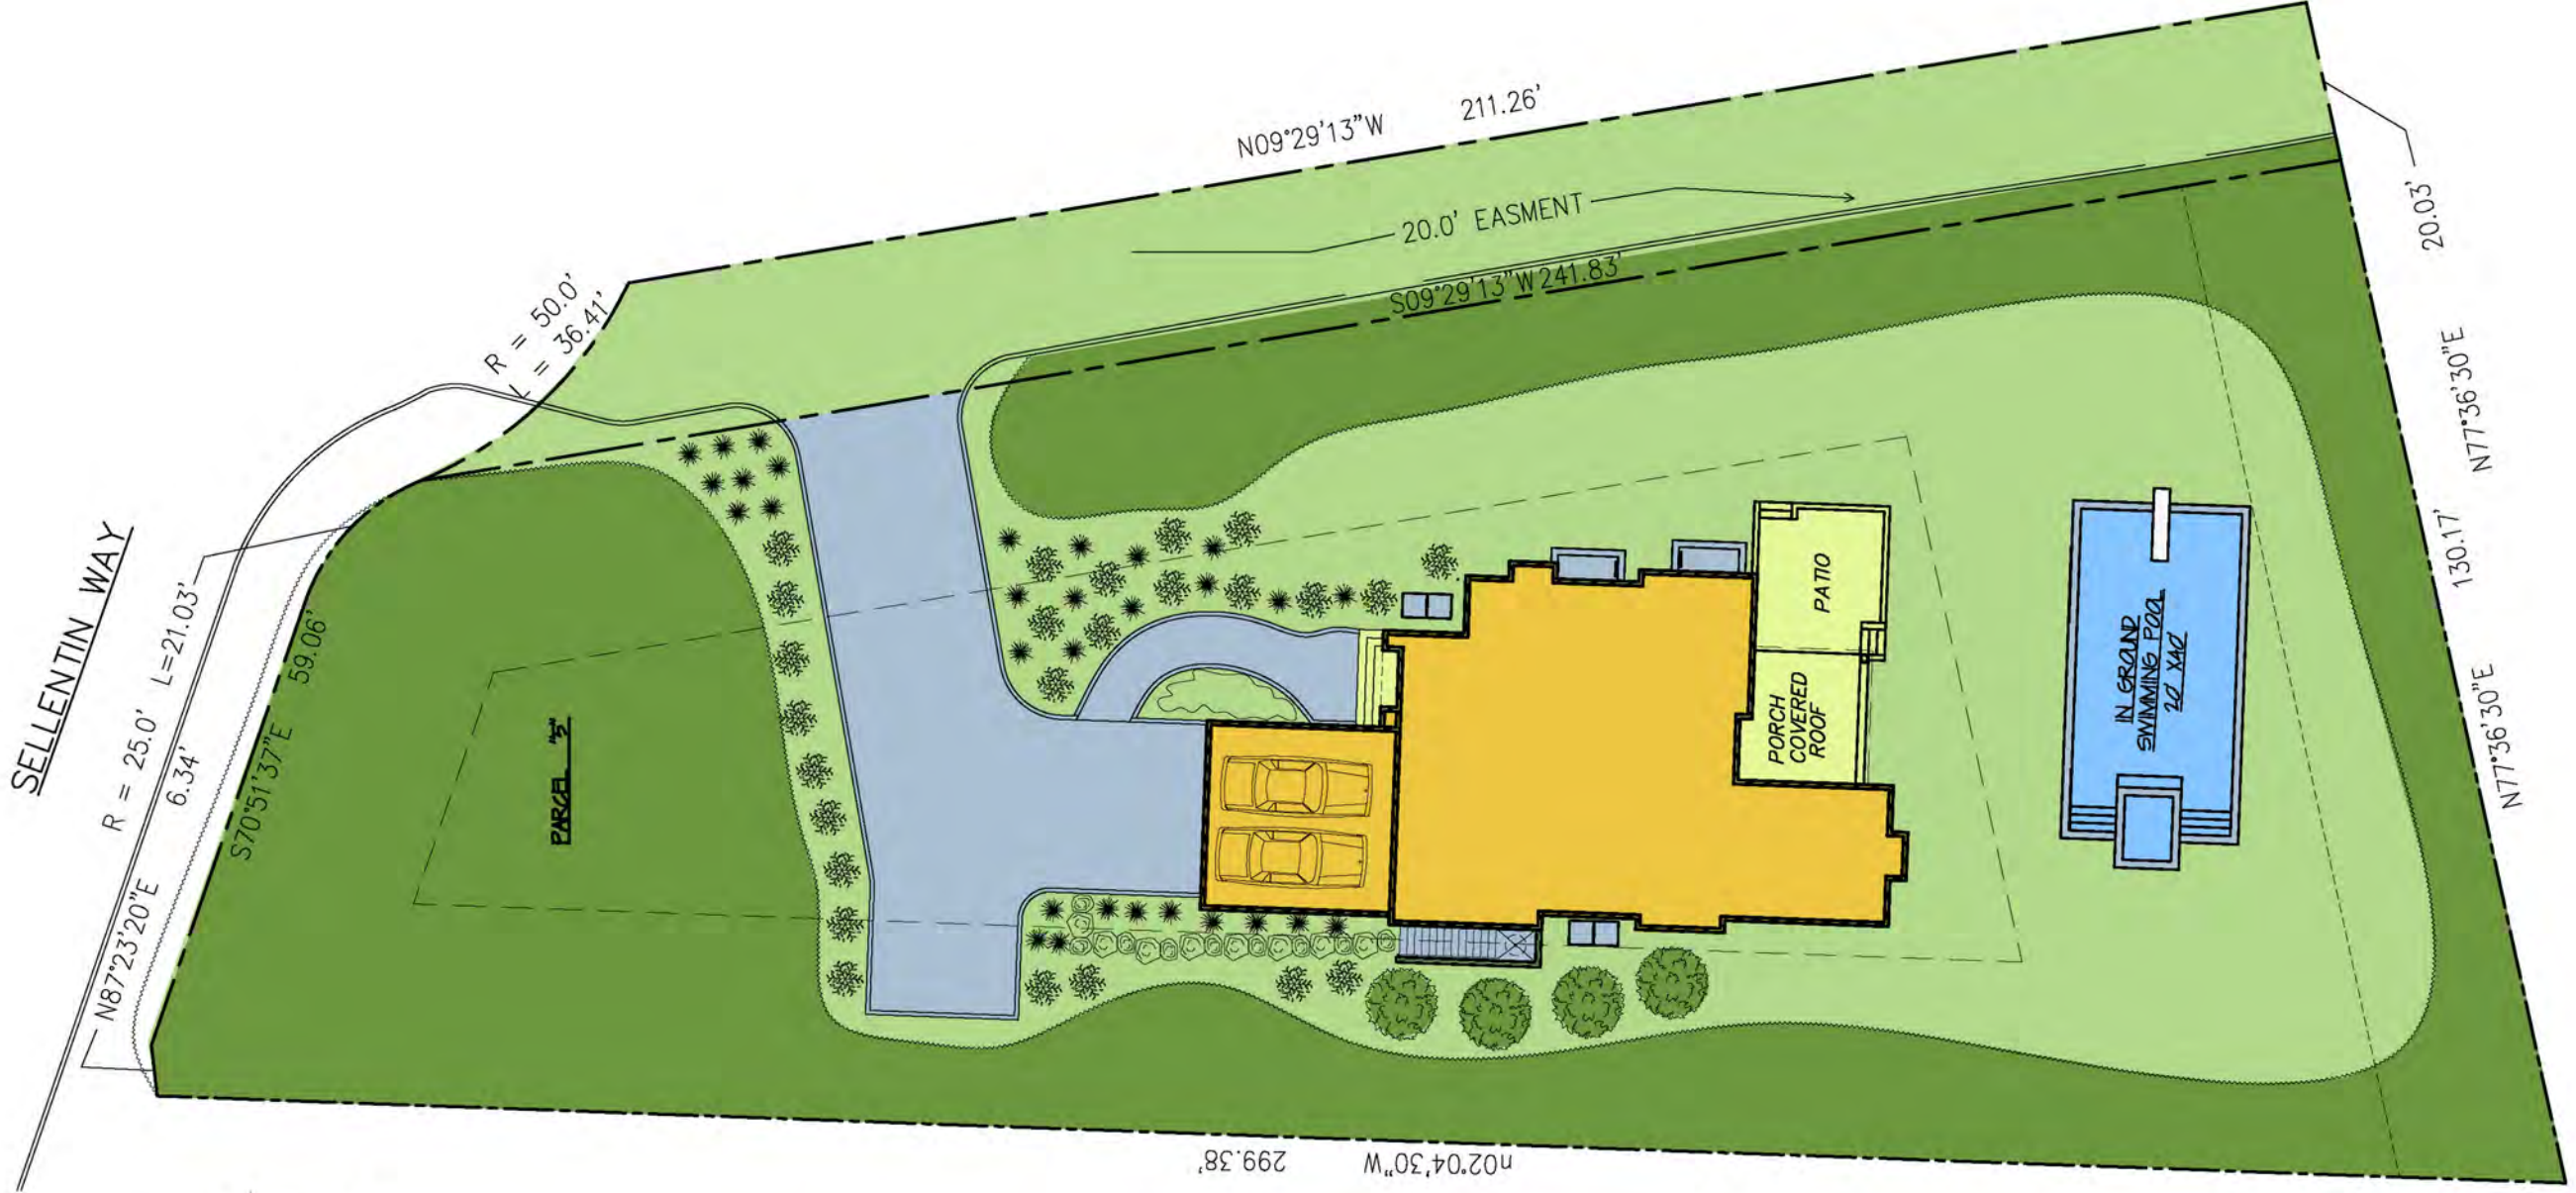 SELLENTIN WAY
R = 50.0'
L = 36.41'
N09°29'13"W 211.26'
20.0' EASMENT
S09°29'13"W 241.83'
20.03'
N77°36'30"E
130.17'
N77°36'30"E
R = 25.0' L=21.03'
S70°51'37"E 59.06'
6.34'
N87°23'20"E
PARCEL "5"
PATIO
PORCH
COVERED
ROOF
IN GROUND
SWIMMING POOL
20' X40'
n02°04'30"W 299.38'